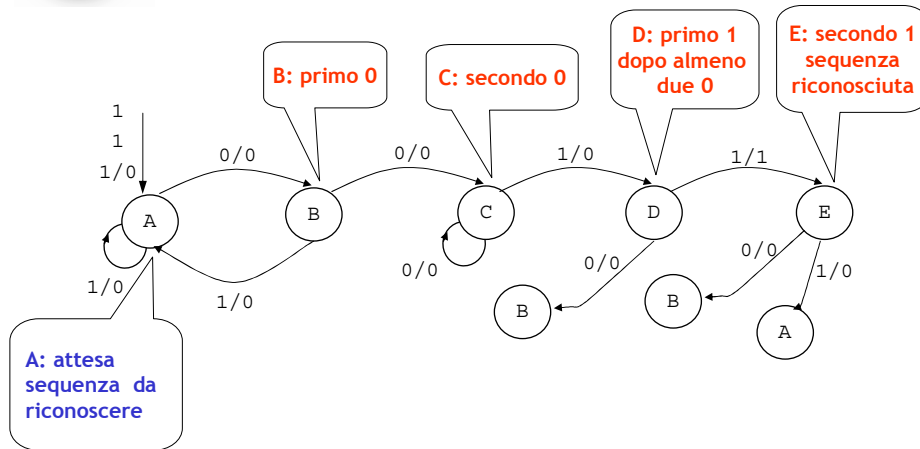 D: primo 1
dopo almeno
due 0
E: secondo 1
sequenza
riconosciuta
B: primo 0
C: secondo 0
1
1
1/0
0/0
0/0
1/0
1/1
A
B
C
D
E
1/0
1/0
0/0
0/0
0/0
1/0
B
B
A
A: attesa
sequenza da
riconoscere